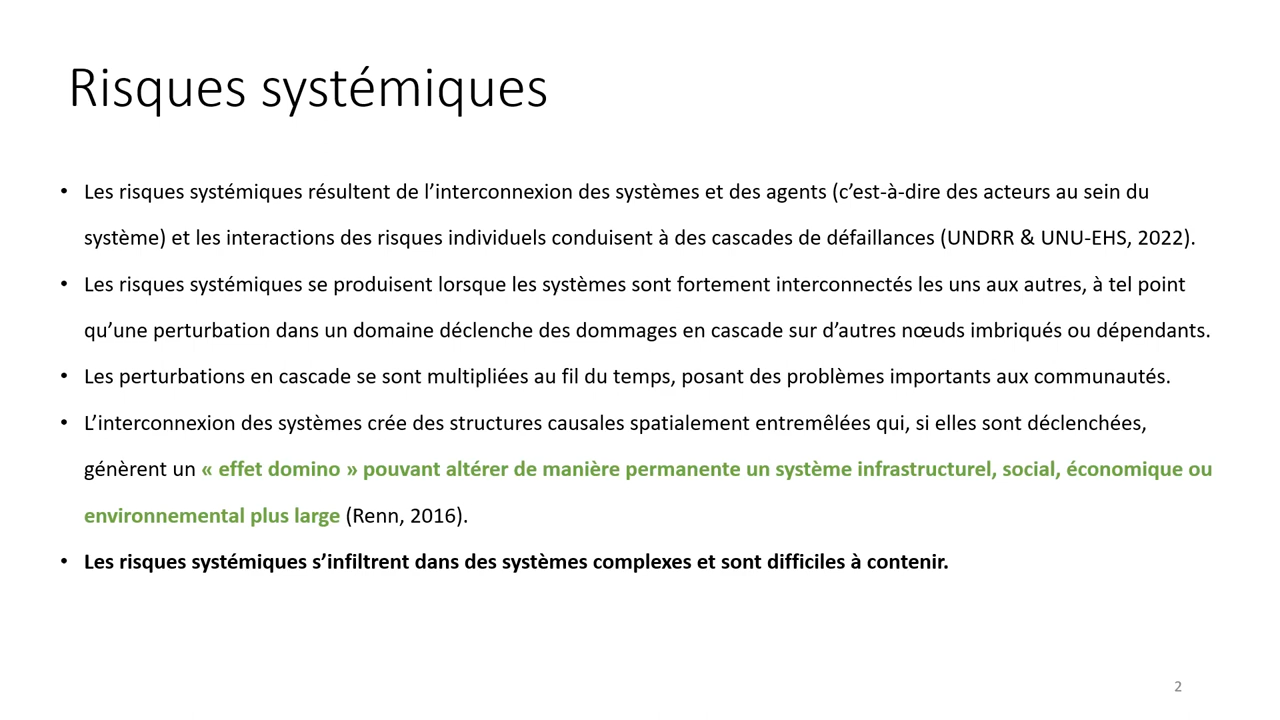 Risques systémiques
• Les risques systémiques résultent de l’interconnexion des systèmes et des agents (c’est-à-dire des acteurs au sein du
système) et les interactions des risques individuels conduisent à des cascades de défaillances (UNDRR & UNU-EHS, 2022).
• Les risques systémiques se produisent lorsque les systèmes sont fortement interconnectés les uns aux autres, à tel point
qu’une perturbation dans un domaine déclenche des dommages en cascade sur d’autres nœuds imbriqués ou dépendants.
• Les perturbations en cascade se sont multipliées au fil du temps, posant des problèmes importants aux communautés.
• L’interconnexion des systèmes crée des structures causales spatialement entremêlées qui, si elles sont déclenchées,
génèrent un « effet domino » pouvant altérer de manière permanente un système infrastructurel, social, économique ou
environnemental plus large (Renn, 2016).
• Les risques systémiques s’infiltrent dans des systèmes complexes et sont difficiles à contenir.
2